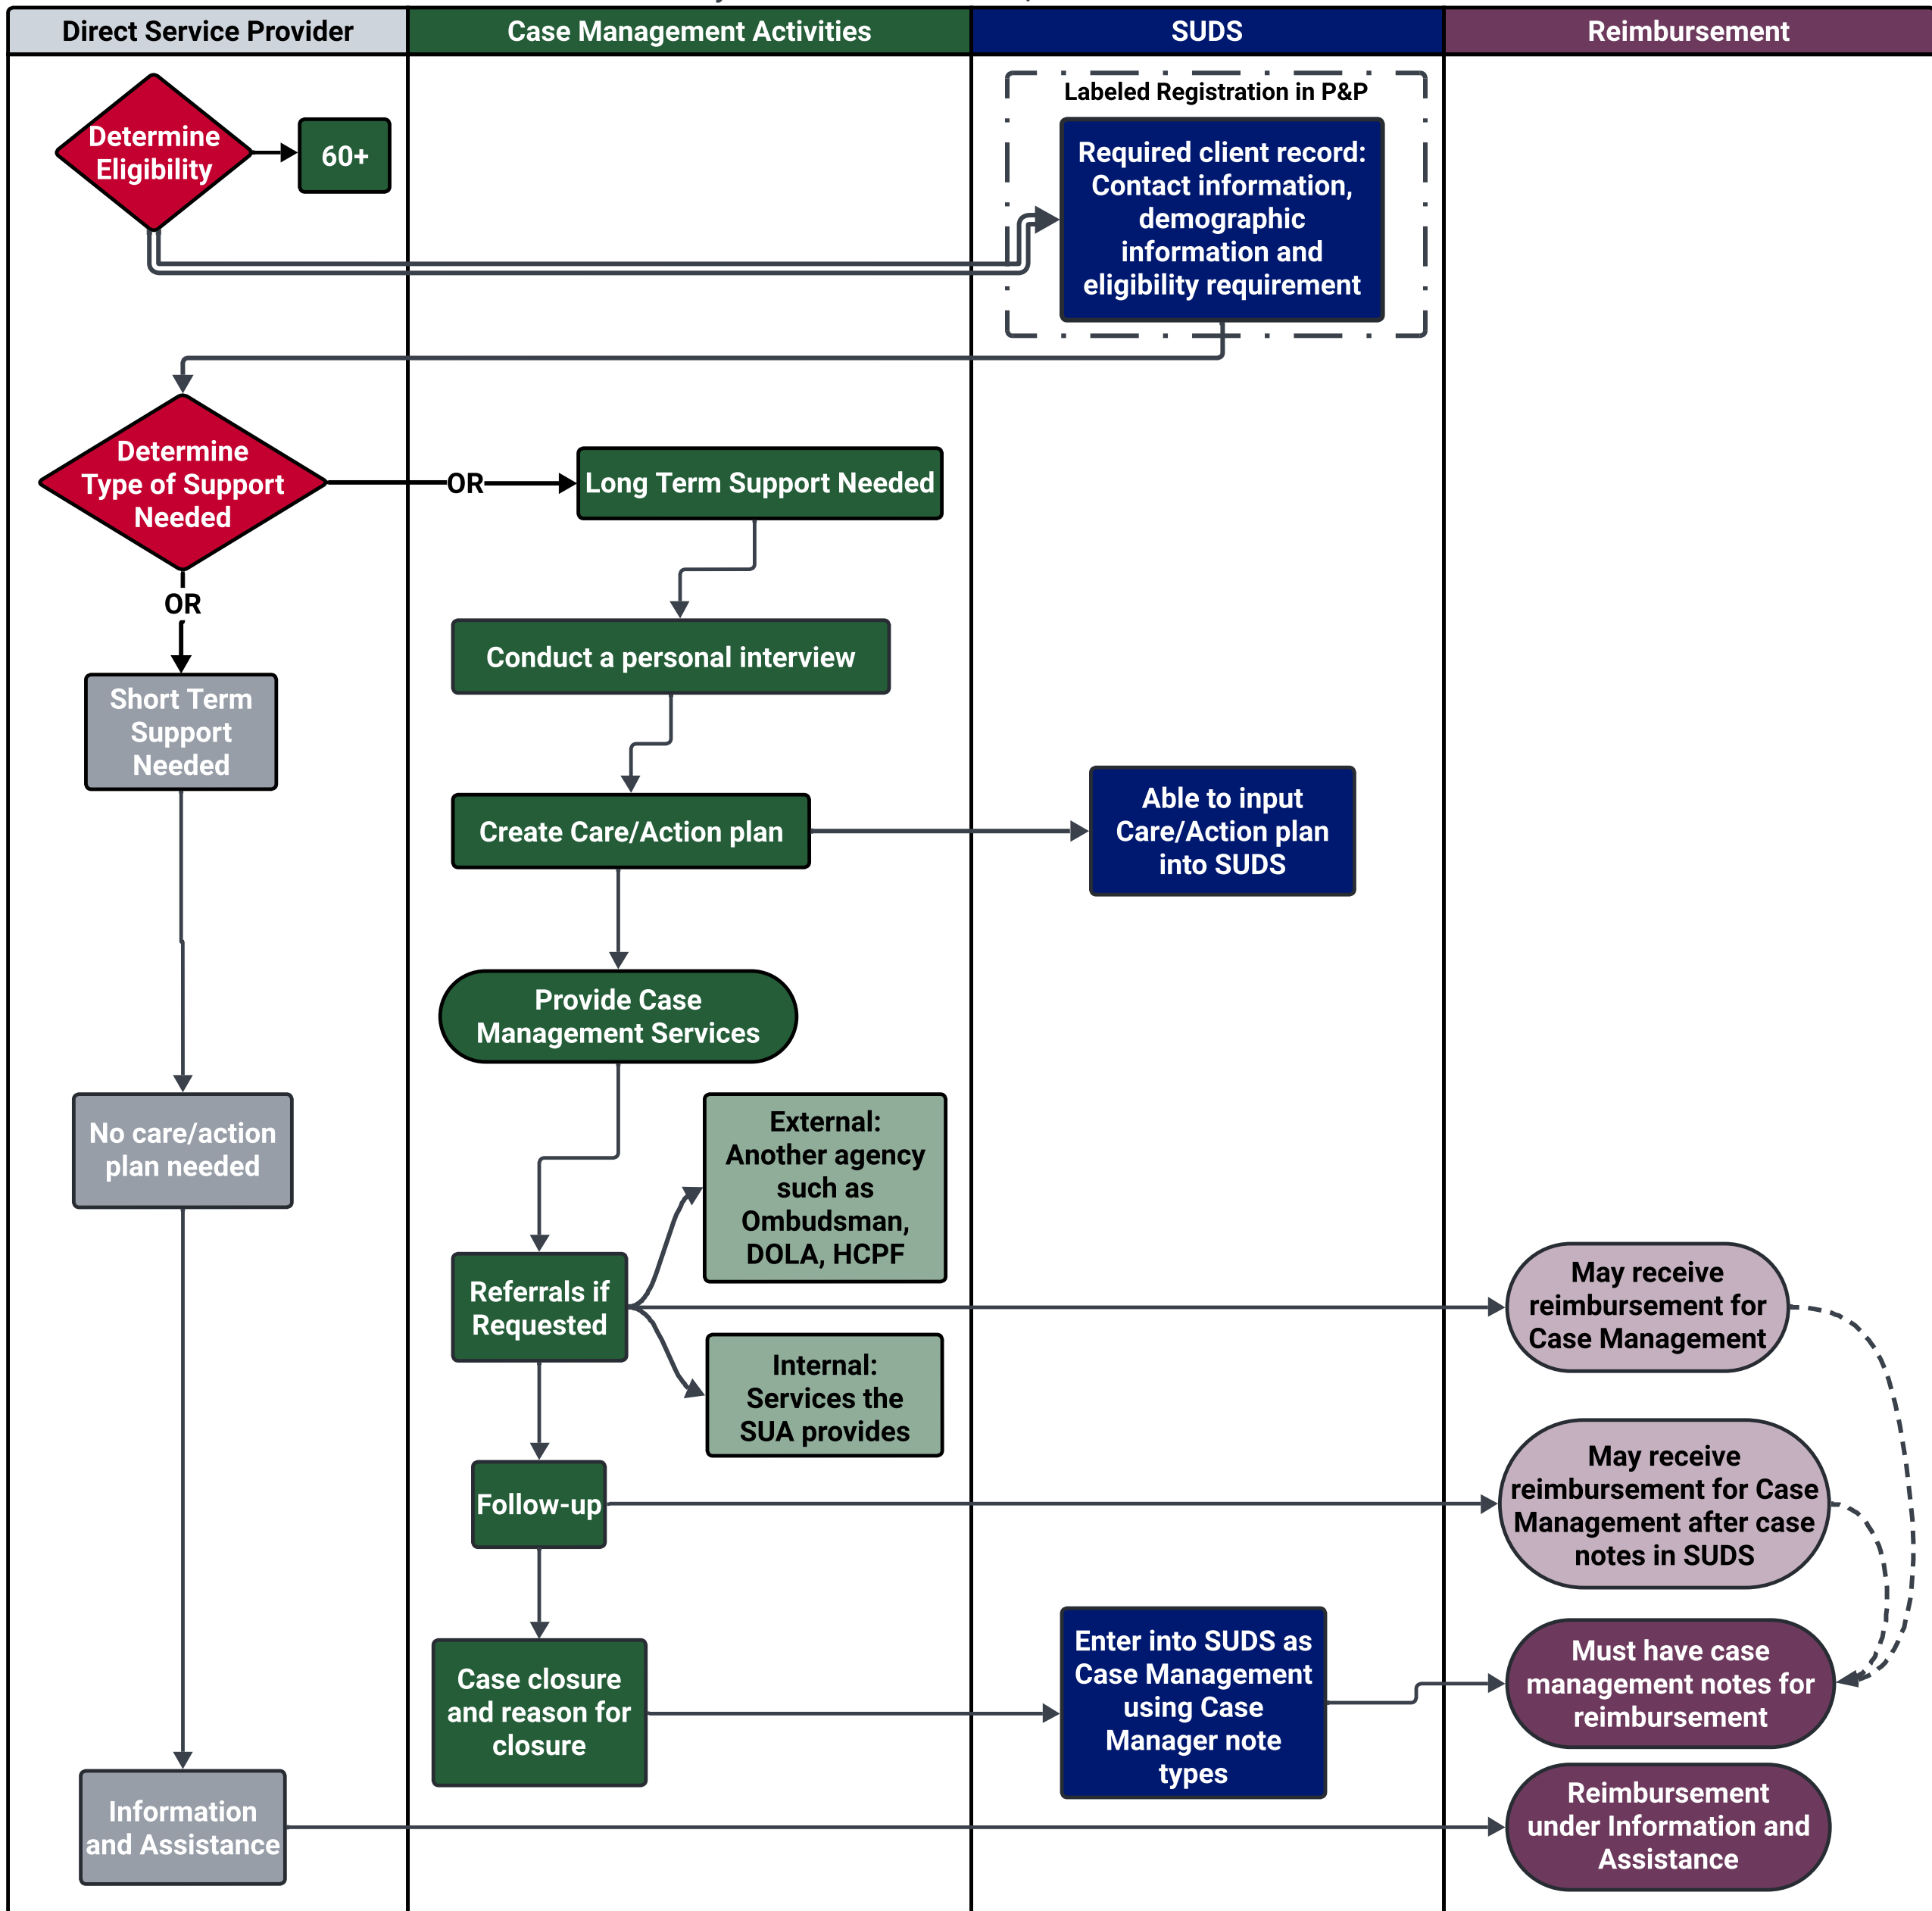 Direct Service Provider
Case Management Activities
SUDS
Reimbursement
Determine
Eligibility
60+
Labeled Registration in P&P
Required client record:
Contact information,
demographic
information and
eligibility requirement
Determine
Type of Support
Needed
OR
Long Term Support Needed
OR
Short Term
Support
Needed
Conduct a personal interview
Create Care/Action plan
Able to input
Care/Action plan
into SUDS
Provide Case
Management Services
No care/action
plan needed
External:
Another agency
such as
Ombudsman,
DOLA, HCPF
Referrals if
Requested
May receive
reimbursement for
Case Management
Internal:
Services the
SUA provides
Follow-up
May receive
reimbursement for Case
Management after case
notes in SUDS
Case closure
and reason for
closure
Enter into SUDS as
Case Management
using Case
Manager note
types
Must have case
management notes for
reimbursement
Information
and Assistance
Reimbursement
under Information and
Assistance